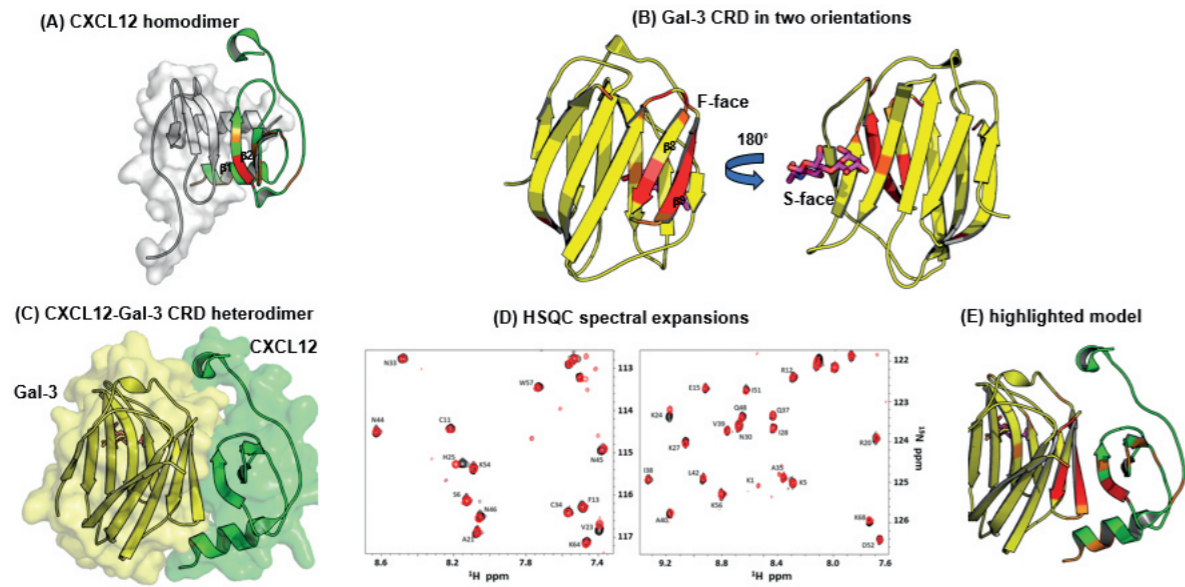 (A) CXCL12 homodimer
β1
β2
(B) Gal-3 CRD in two orientations
F-face
β8
β9
180°
S-face
(C) CXCL12-Gal-3 CRD heterodimer
CXCL12
Gal-3
(D) HSQC spectral expansions
N33
W57
N44
C11
H25
K54
N45
S6
N46
C34
F13
A21
V23
K64
113
114
115
116
117
8.6
8.2
7.8
7.4
¹H ppm
R12
E15
I51
K24
Q48
Q37
V39
N30
I28
K27
R20
I38
L42
K1
A35
K5
K56
A40
K68
D52
122
123
124
125
126
¹⁵N ppm
9.2
8.8
8.4
8.0
7.6
¹H ppm
(E) highlighted model